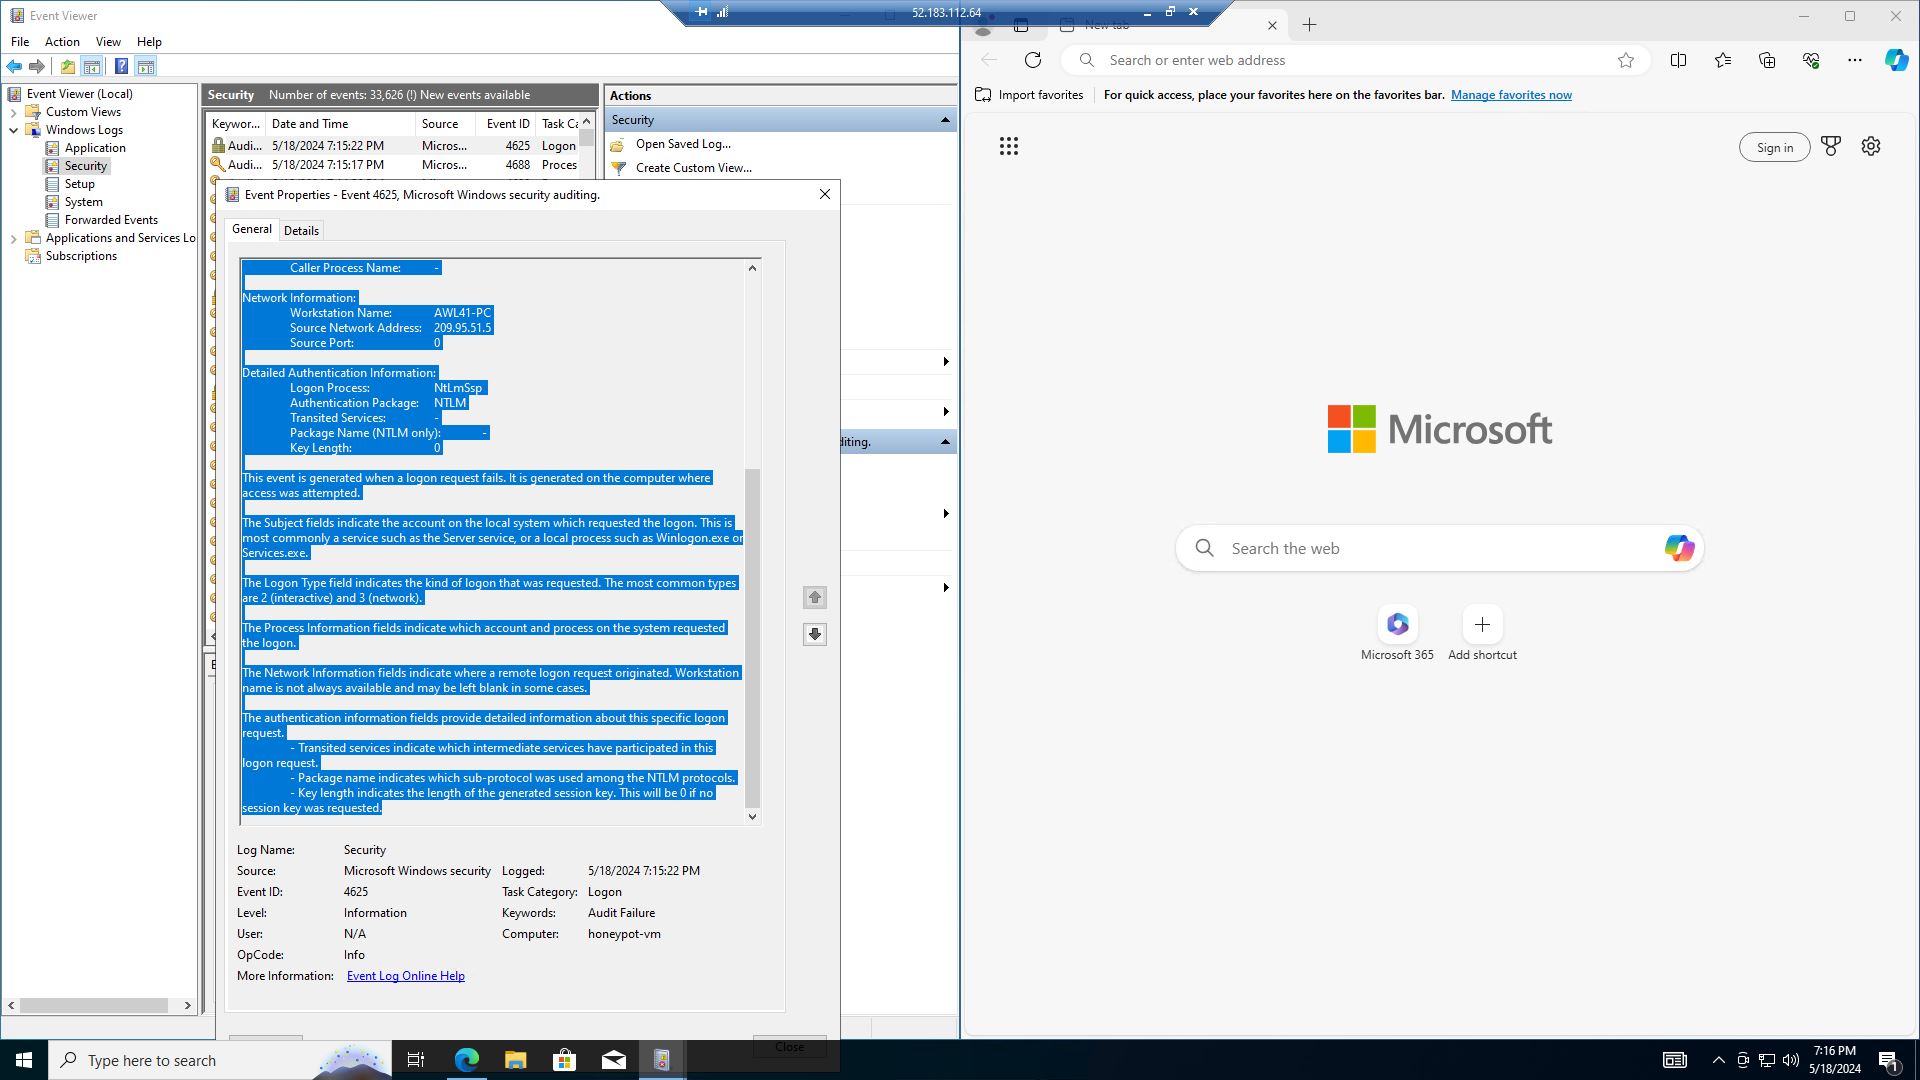 Event Viewer
52.183.112.64
New tab
File Action View Help
Search or enter web address
Import favorites
For quick access, place your favorites here on the favorites bar. Manage favorites now
Event Viewer (Local)
Custom Views
Windows Logs
Application
Security
Setup
System
Forwarded Events
Applications and Services Lo
Subscriptions
Security Number of events: 33,626 (!) New events available
Keywor... Date and Time Source Event ID Task Ca
Audi... 5/18/2024 7:15:22 PM Micros... 4625 Logon
Audi... 5/18/2024 7:15:17 PM Micros... 4688 Proces
Actions
Security
Open Saved Log...
Create Custom View...
diting.
Event Properties - Event 4625, Microsoft Windows security auditing.
General Details
Caller Process Name: -
Network Information:
Workstation Name: AWL41-PC
Source Network Address: 209.95.51.5
Source Port: 0
Detailed Authentication Information:
Logon Process: NtLmSsp
Authentication Package: NTLM
Transited Services: -
Package Name (NTLM only): -
Key Length: 0
This event is generated when a logon request fails. It is generated on the computer where
access was attempted.
The Subject fields indicate the account on the local system which requested the logon. This is
most commonly a service such as the Server service, or a local process such as Winlogon.exe or
Services.exe.
The Logon Type field indicates the kind of logon that was requested. The most common types
are 2 (interactive) and 3 (network).
The Process Information fields indicate which account and process on the system requested
the logon.
The Network Information fields indicate where a remote logon request originated. Workstation
name is not always available and may be left blank in some cases.
The authentication information fields provide detailed information about this specific logon
request.
- Transited services indicate which intermediate services have participated in this
logon request.
- Package name indicates which sub-protocol was used among the NTLM protocols.
- Key length indicates the length of the generated session key. This will be 0 if no
session key was requested.
Log Name: Security
Source: Microsoft Windows security Logged: 5/18/2024 7:15:22 PM
Event ID: 4625 Task Category: Logon
Level: Information Keywords: Audit Failure
User: N/A Computer: honeypot-vm
OpCode: Info
More Information: Event Log Online Help
Close
Sign in
Microsoft
Search the web
Microsoft 365
Add shortcut
Type here to search
7:16 PM
5/18/2024
1